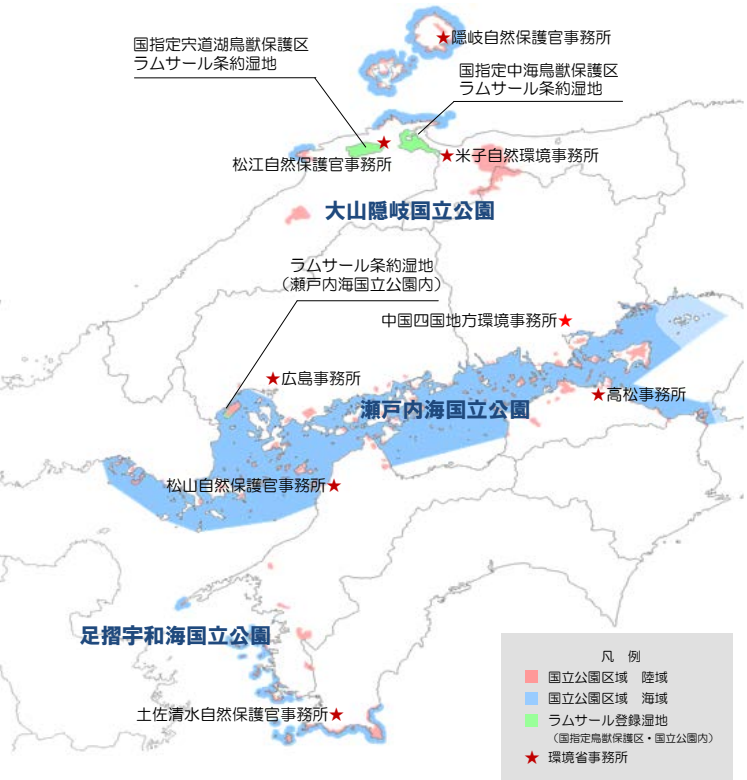 隠岐自然保護官事務所
国指定宍道湖鳥獣保護区
ラムサール条約湿地
国指定中海鳥獣保護区
ラムサール条約湿地
松江自然保護官事務所
米子自然環境事務所
大山隠岐国立公園
ラムサール条約湿地
（瀬戸内海国立公園内）
中国四国地方環境事務所
広島事務所
高松事務所
瀬戸内海国立公園
松山自然保護官事務所
足摺宇和海国立公園
土佐清水自然保護官事務所
凡　例
国立公園区域　陸域
国立公園区域　海域
ラムサール登録湿地
（国指定鳥獣保護区・国立公園内）
環境省事務所